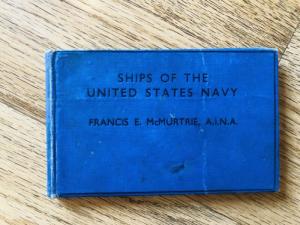 SHIPS OF THE
UNITED STATES NAVY
FRANCIS E. McMURTRIE, A.I.N.A.